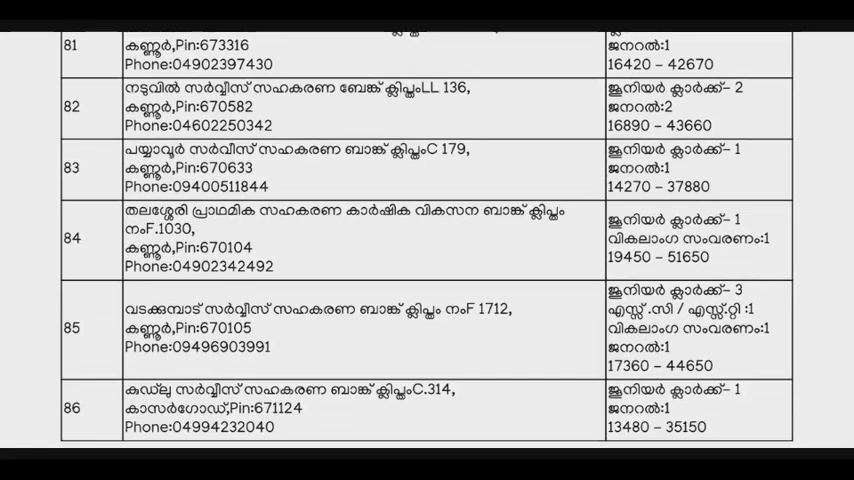 81
കണ്ണൂർ,Pin:673316
Phone:04902397430
ജനറൽ:1
16420 – 42670
82
നടുവിൽ സർവ്വീസ് സഹകരണ ബേങ്ക് ക്ലിപ്തംLL 136,
കണ്ണൂർ,Pin:670582
Phone:04602250342
ജൂനിയർ ക്ലാർക്ക്– 2
ജനറൽ:2
16890 – 43660
83
പയ്യാവൂർ സർവ്വീസ് സഹകരണ ബാങ്ക് ക്ലിപ്തംC 179,
കണ്ണൂർ,Pin:670633
Phone:09400511844
ജൂനിയർ ക്ലാർക്ക്– 1
ജനറൽ:1
14270 – 37880
84
തലശ്ശേരി പ്രാഥമിക സഹകരണ കാർഷിക വികസന ബാങ്ക് ക്ലിപ്തം
നംF.1030,
കണ്ണൂർ,Pin:670104
Phone:04902342492
ജൂനിയർ ക്ലാർക്ക്– 1
വികലാംഗ സംവരണം:1
19450 – 51650
85
വടക്കുമ്പാട് സർവ്വീസ് സഹകരണ ബാങ്ക് ക്ലിപ്തം നംF 1712,
കണ്ണൂർ,Pin:670105
Phone:09496903991
ജൂനിയർ ക്ലാർക്ക്– 3
എസ്സ്.സി / എസ്സ്.റ്റി :1
വികലാംഗ സംവരണം:1
ജനറൽ:1
17360 – 44650
86
കുഡ്ലു സർവ്വീസ് സഹകരണ ബാങ്ക് ക്ലിപ്തംC.314,
കാസർഗോഡ്,Pin:671124
Phone:04994232040
ജൂനിയർ ക്ലാർക്ക്– 1
ജനറൽ:1
13480 – 35150